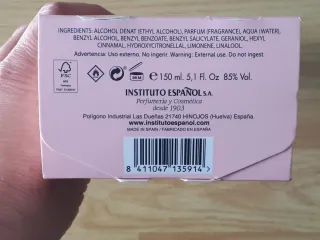 INGREDIENTS: ALCOHOL DENAT (ETHYL ALCOHOL), PARFUM (FRAGRANCE), AQUA (WATER),
BENZYL ALCOHOL, BENZYL BENZOATE, BENZYL SALICYLATE, GERANIOL, HEXYL
CINNAMAL, HYDROXYCITRONELLAL, LIMONENE, LINALOOL.
Advertencia: Uso externo. No ingerir. Warning: External use. Do not ingest.
FSC
150 ml. 5,1 Fl. Oz 85% Vol.
INSTITUTO ESPAÑOL S.A.
Perfumería y Cosmética
desde 1903
Polígono Industrial Las Dueñas 21740 HINOJOS (Huelva) España.
www.institutoespañol.com
MADE IN SPAIN / FABRICADO EN ESPAÑA
8 411047 135914 >